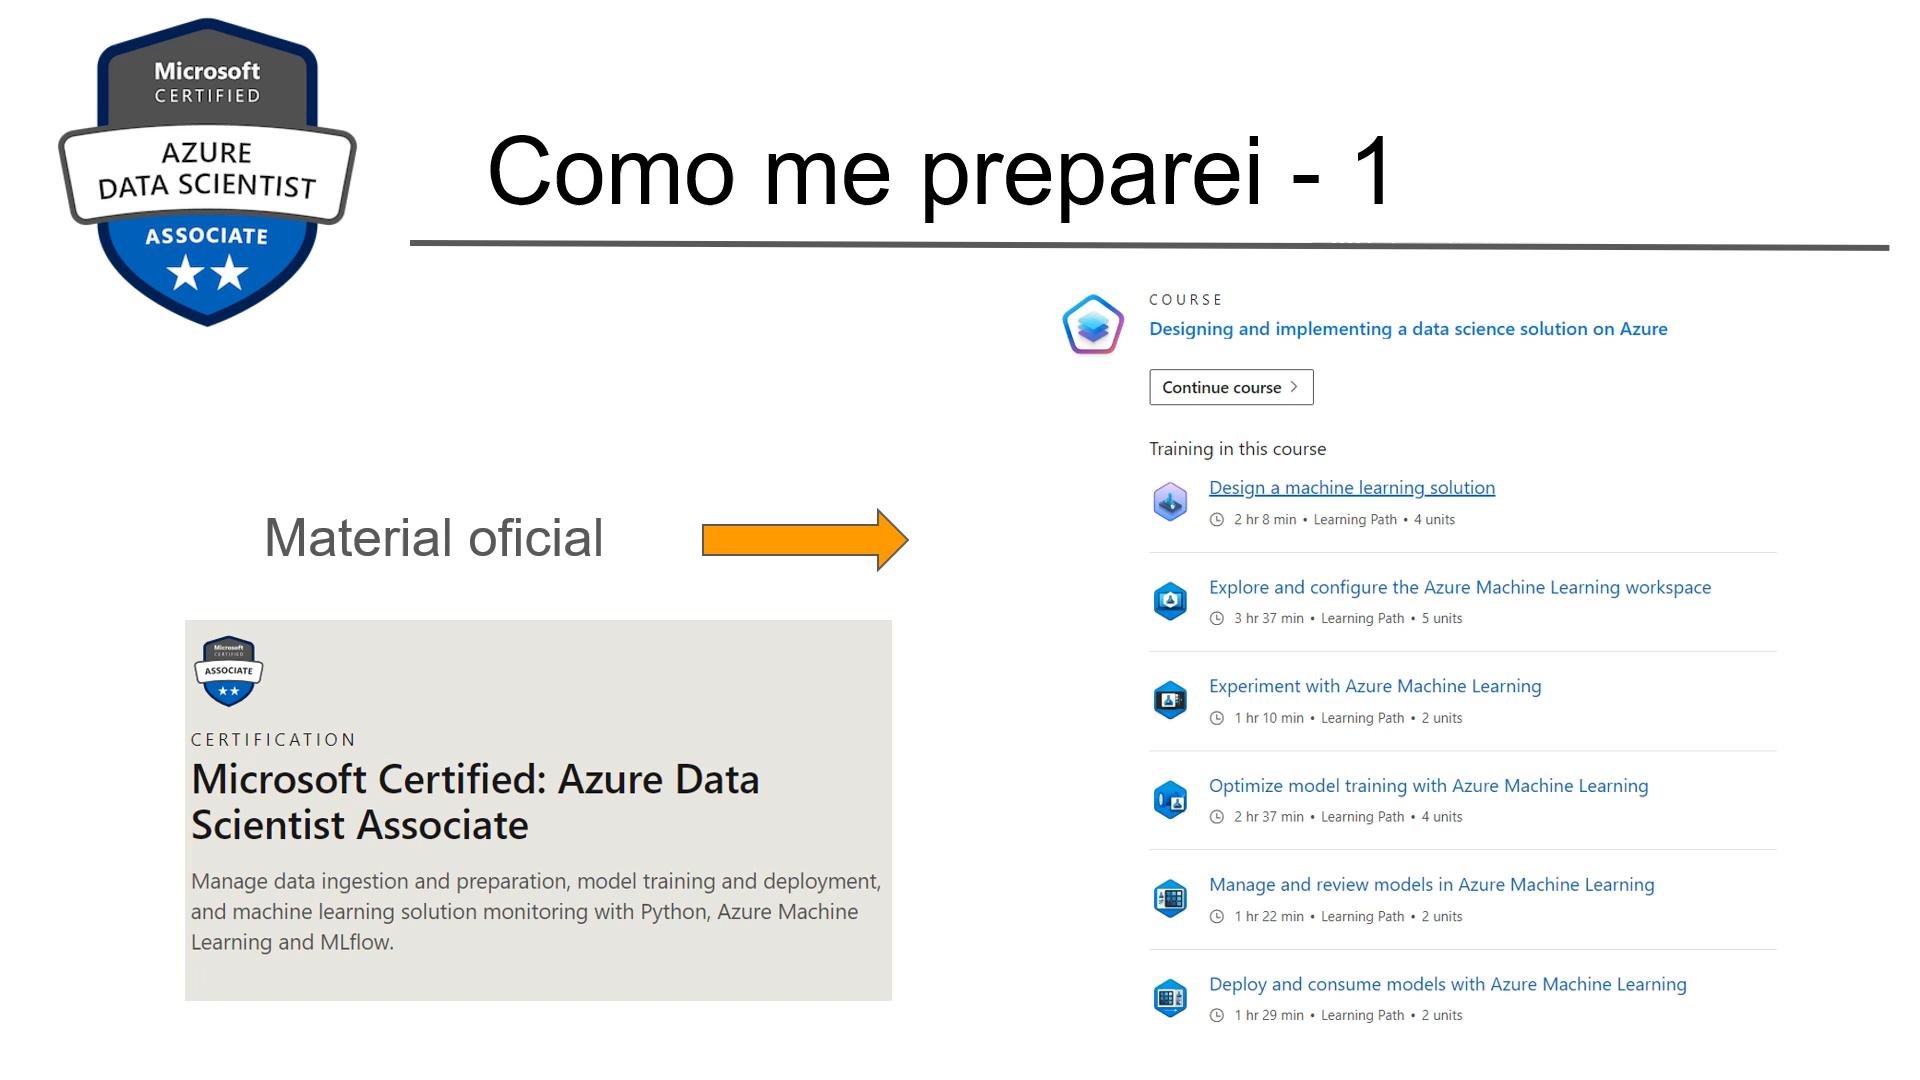 Microsoft
CERTIFIED
AZURE
DATA SCIENTIST
ASSOCIATE
Como me preparei - 1
Material oficial
Microsoft
CERTIFIED
ASSOCIATE
CERTIFICATION
Microsoft Certified: Azure Data
Scientist Associate
Manage data ingestion and preparation, model training and deployment,
and machine learning solution monitoring with Python, Azure Machine
Learning and MLflow.
COURSE
Designing and implementing a data science solution on Azure
Continue course
Training in this course
Design a machine learning solution
2 hr 8 min • Learning Path • 4 units
Explore and configure the Azure Machine Learning workspace
3 hr 37 min • Learning Path • 5 units
Experiment with Azure Machine Learning
1 hr 10 min • Learning Path • 2 units
Optimize model training with Azure Machine Learning
2 hr 37 min • Learning Path • 4 units
Manage and review models in Azure Machine Learning
1 hr 22 min • Learning Path • 2 units
Deploy and consume models with Azure Machine Learning
1 hr 29 min • Learning Path • 2 units